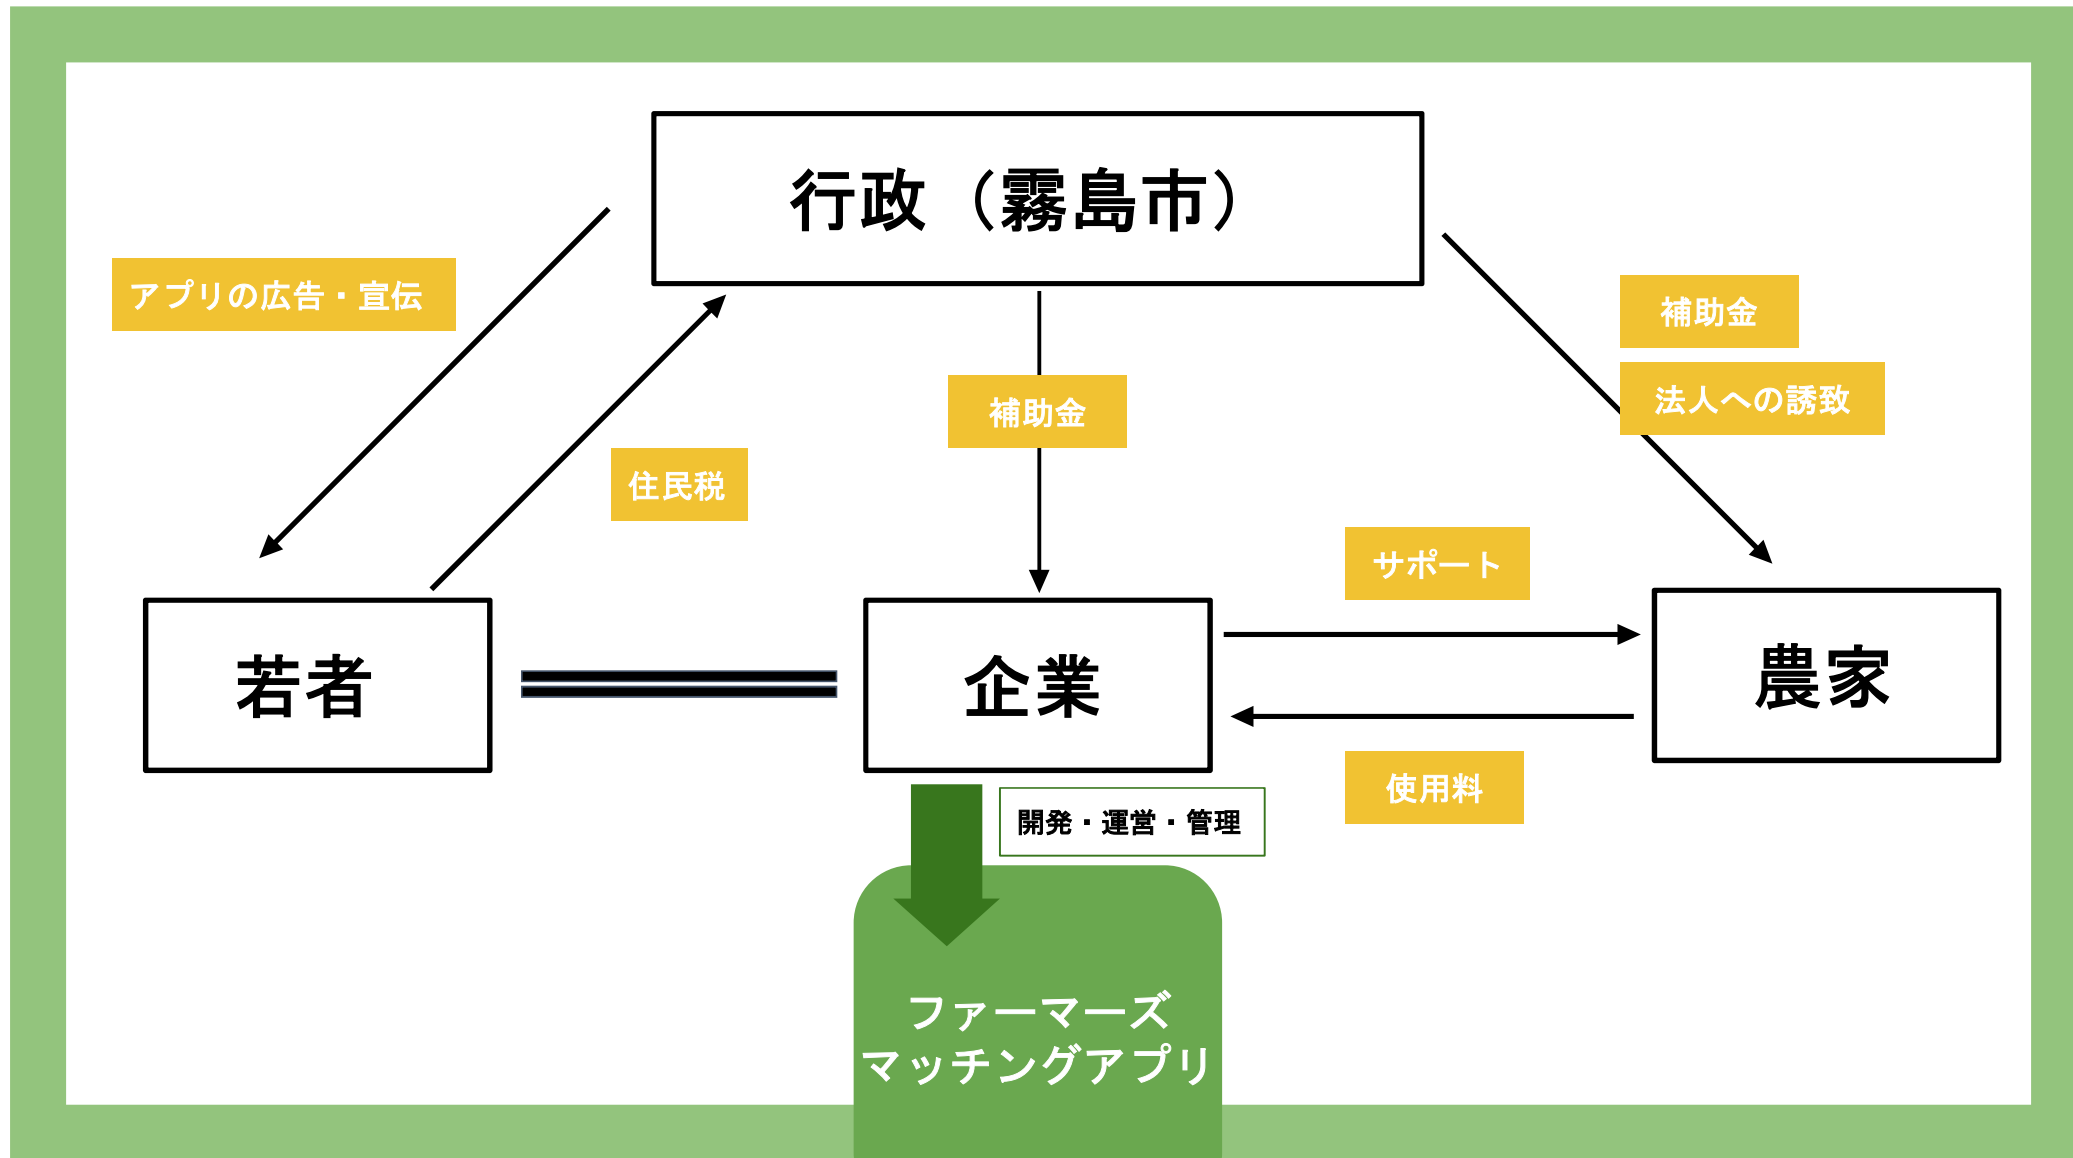 行政（霧島市）
アプリの広告・宣伝
補助金
法人への誘致
補助金
住民税
サポート
若者
企業
農家
使用料
開発・運営・管理
ファーマーズ
マッチングアプリ